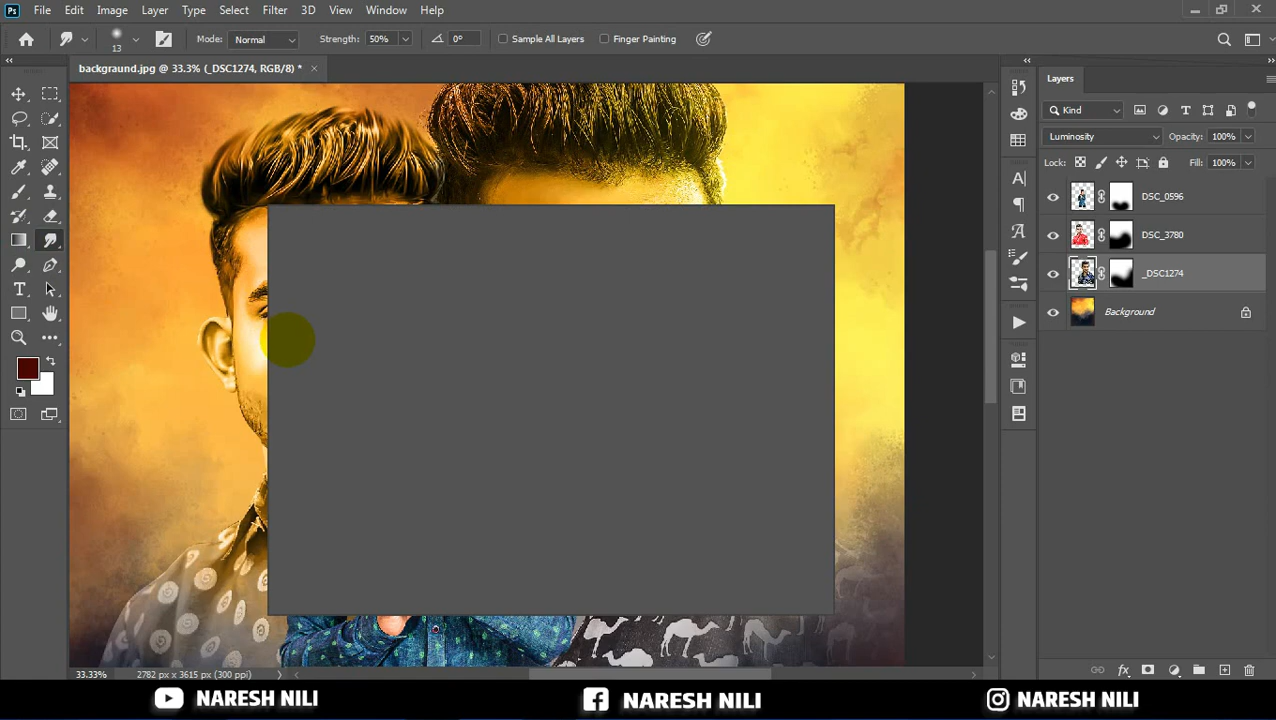 Ps File Edit Image Layer Type Select Filter 3D View Window Help
13 Mode: Normal Strength: 50% 0° Sample All Layers Finger Painting
backgraund.jpg @ 33.3% (_DSC1274, RGB/8) *
Layers
Kind
Luminosity Opacity: 100%
Lock: Fill: 100%
DSC_0596
DSC_3780
_DSC1274
Background
33.33% 2782 px x 3615 px (300 ppi)
NARESH NILI NARESH NILI NARESH NILI